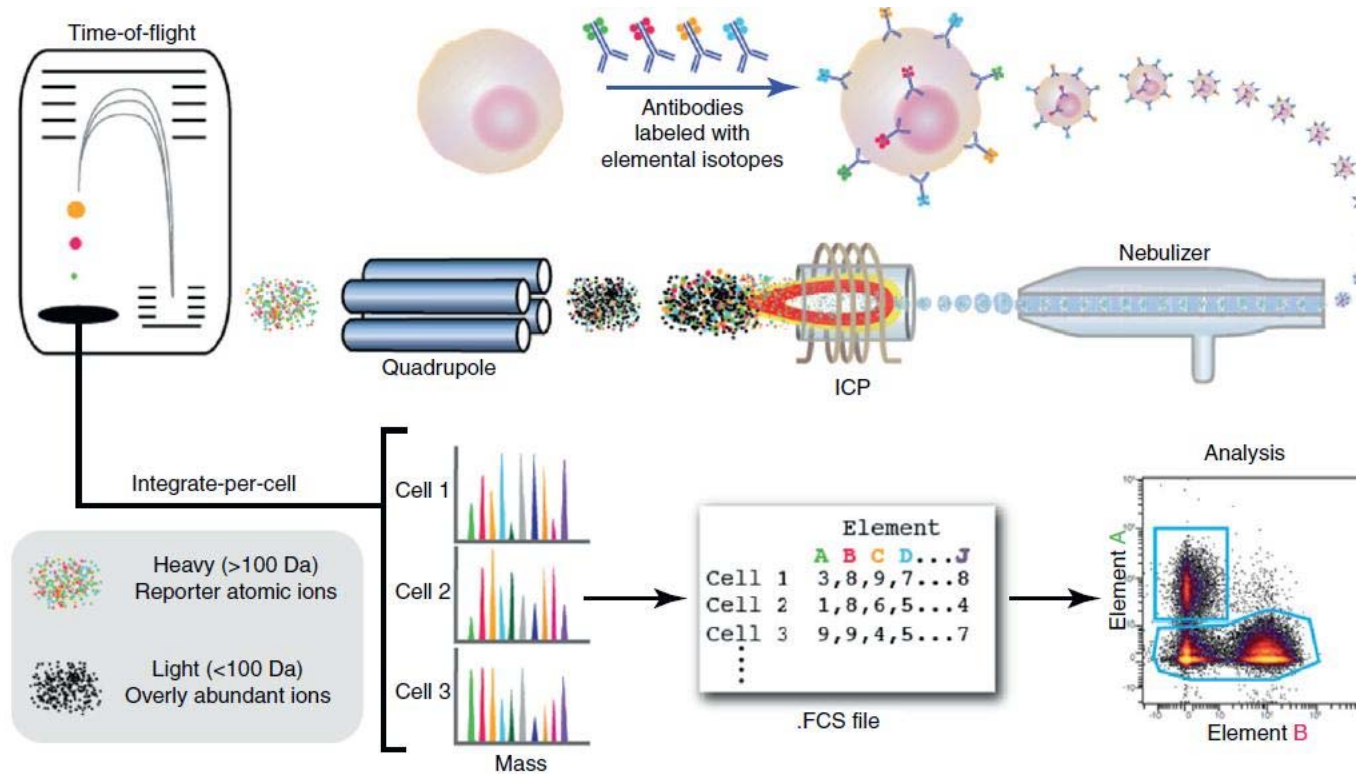 Time-of-flight
Antibodies
labeled with
elemental isotopes
Nebulizer
Quadrupole
ICP
Integrate-per-cell
Heavy (>100 Da)
Reporter atomic ions
Light (<100 Da)
Overly abundant ions
Cell 1
Cell 2
Cell 3
Mass
Element
A B C D...J
Cell 1 3,8,9,7...8
Cell 2 1,8,6,5...4
Cell 3 9,9,4,5...7
.FCS file
Analysis
Element A
Element B